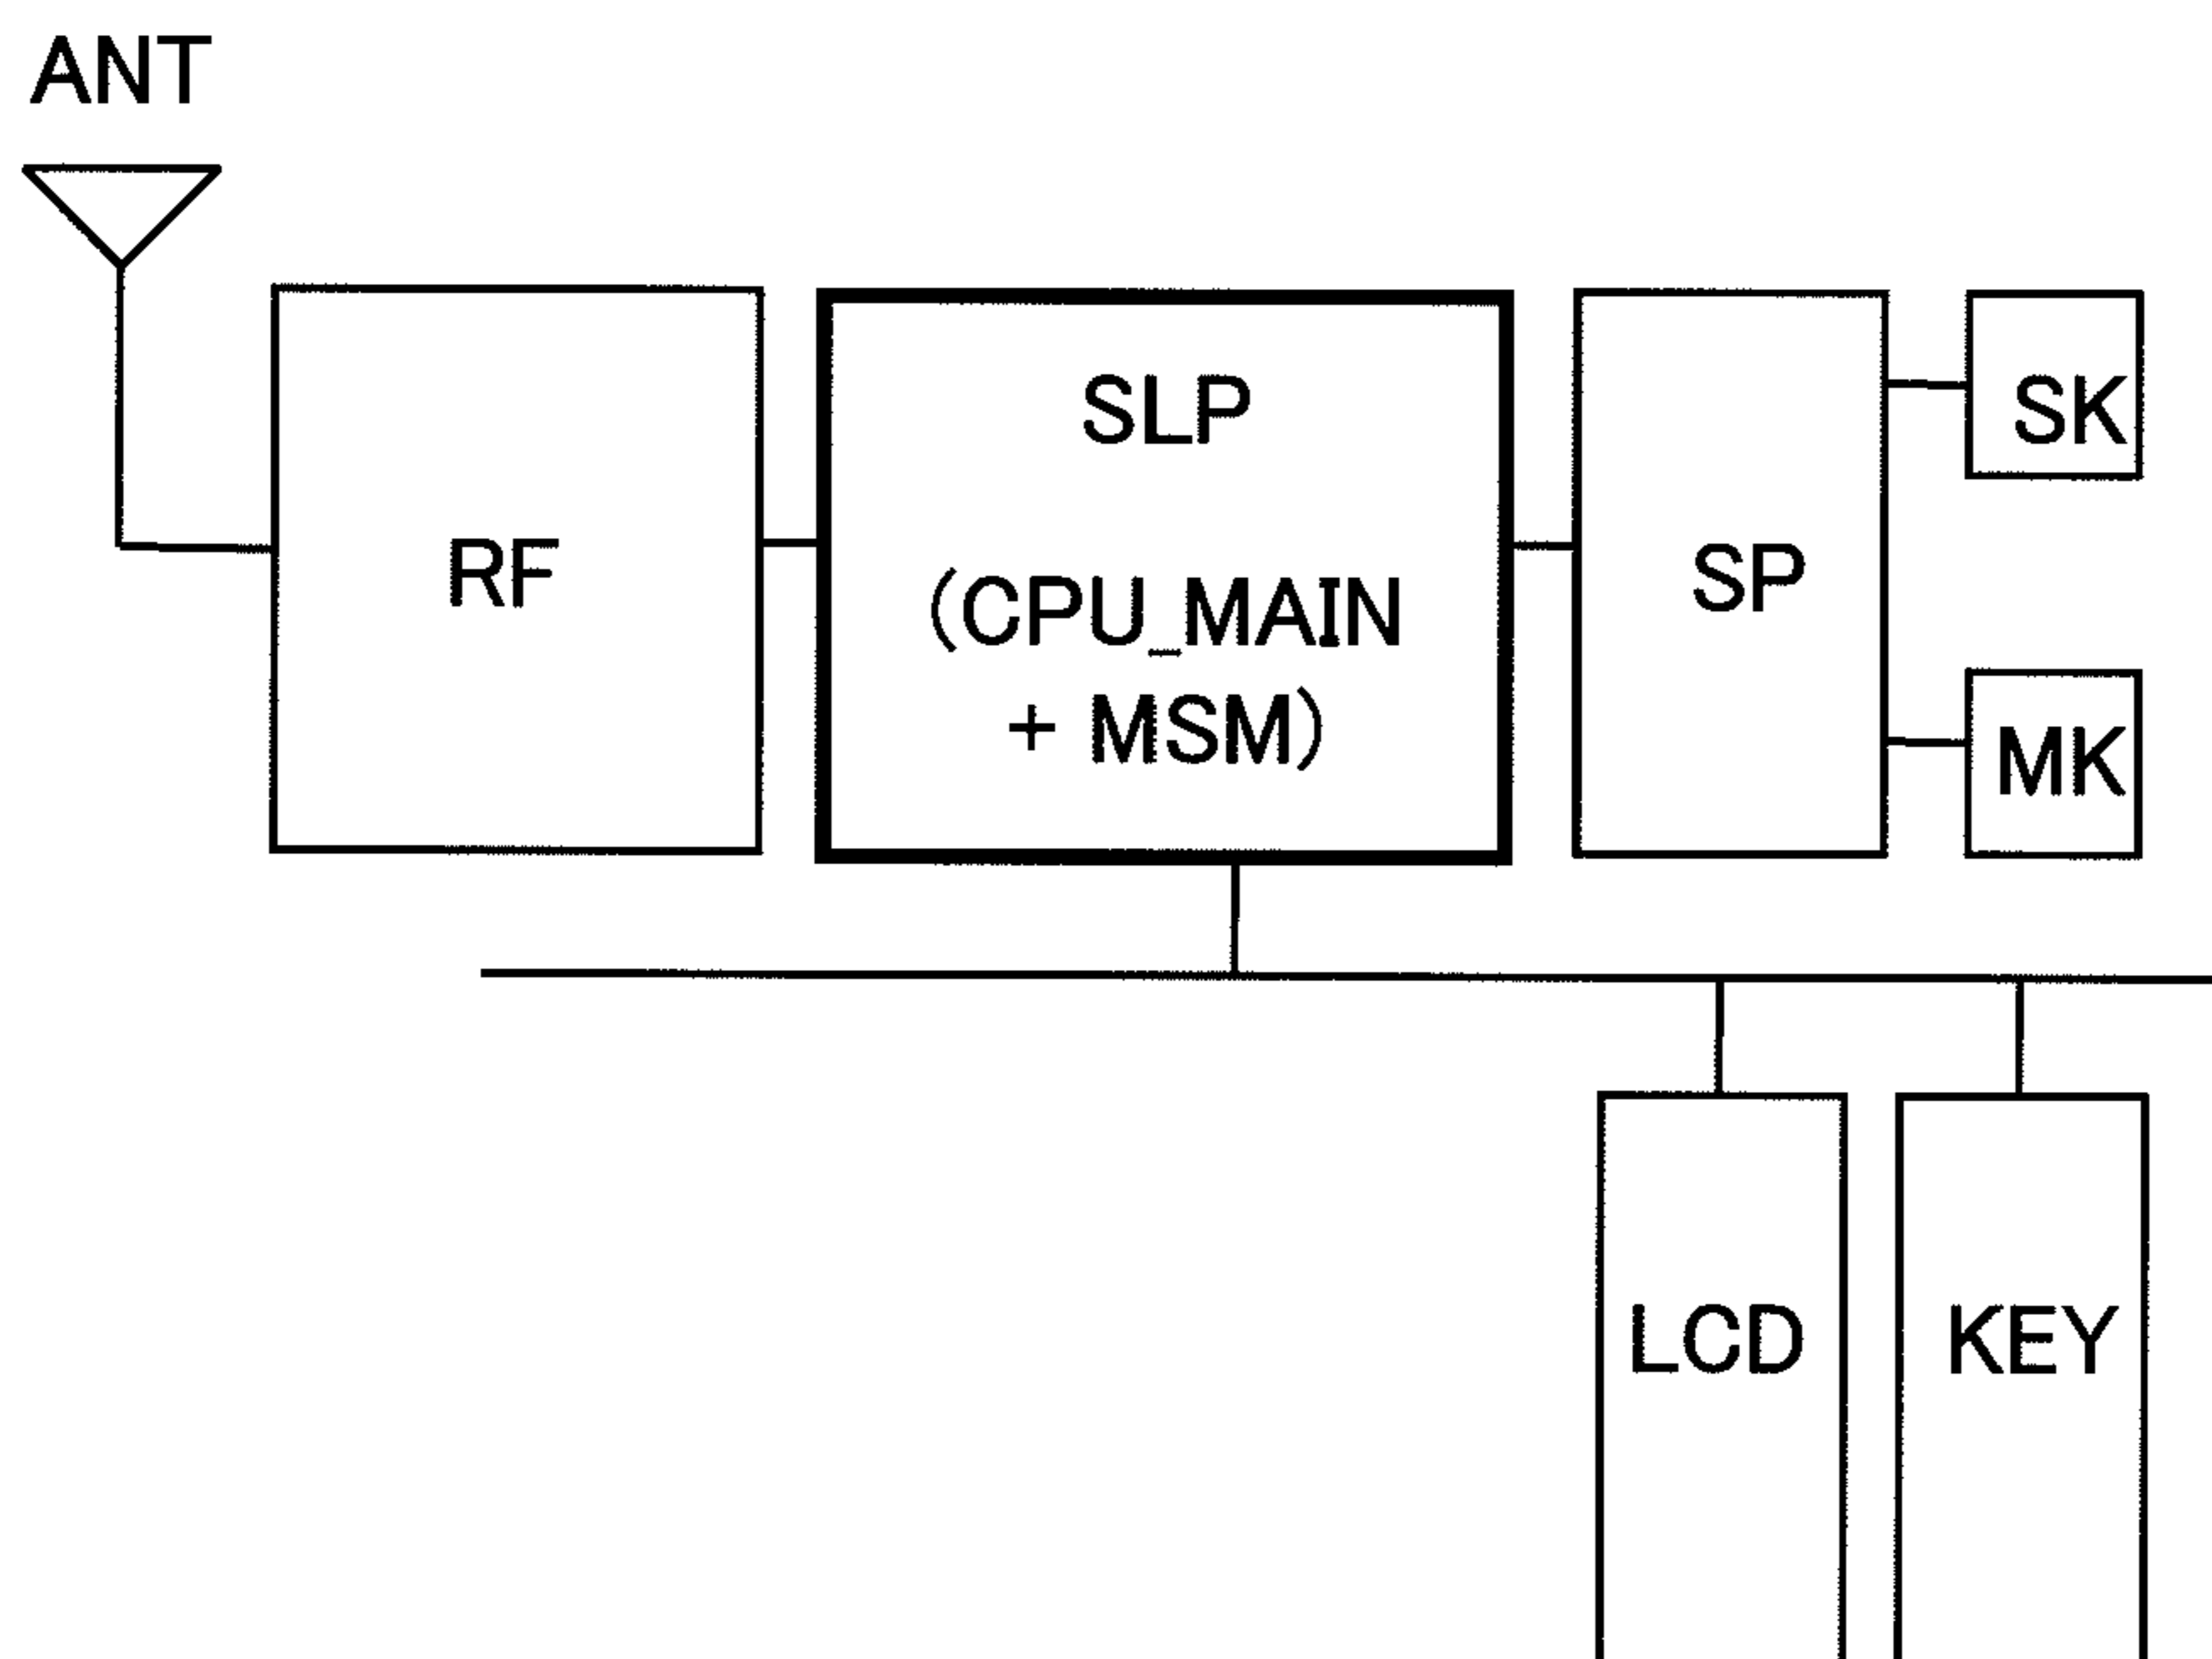 ANT
RF
SLP
(CPU_MAIN
+ MSM)
SP
SK
MK
LCD
KEY